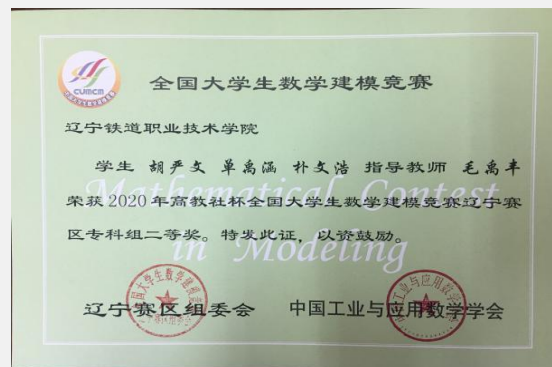 CUMCM
全国大学生数学建模竞赛
辽宁铁道职业技术学院
学生 胡严文 单禹涵 朴文浩 指导教师 毛禹丰
荣获2020年高教社杯全国大学生数学建模竞赛辽宁赛
区专科组二等奖。特发此证，以资鼓励。
Mathematical Contest
in Modeling
辽宁赛区组委会 中国工业与应用数学学会